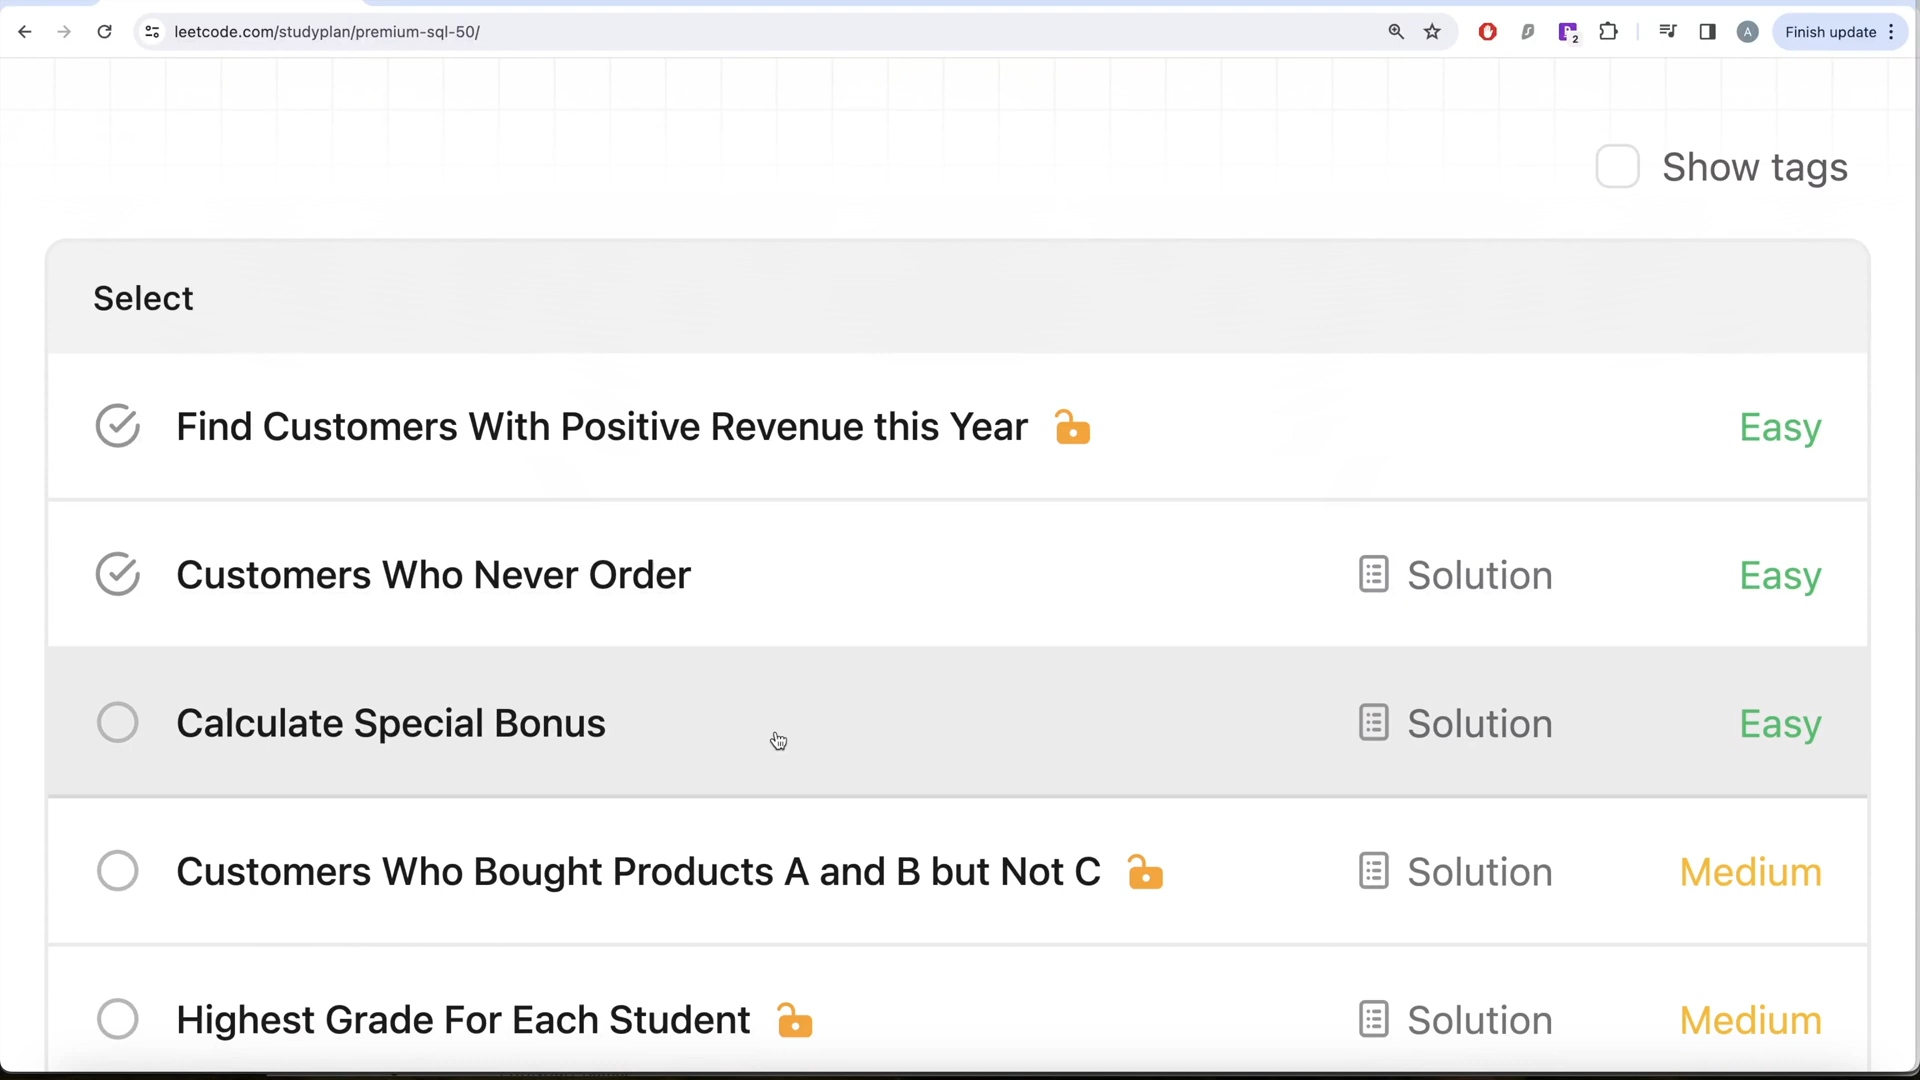 leetcode.com/studyplan/premium-sql-50/
2
A
Finish update
Show tags
Select
Find Customers With Positive Revenue this Year
Easy
Customers Who Never Order
Solution
Easy
Calculate Special Bonus
Solution
Easy
Customers Who Bought Products A and B but Not C
Solution
Medium
Highest Grade For Each Student
Solution
Medium